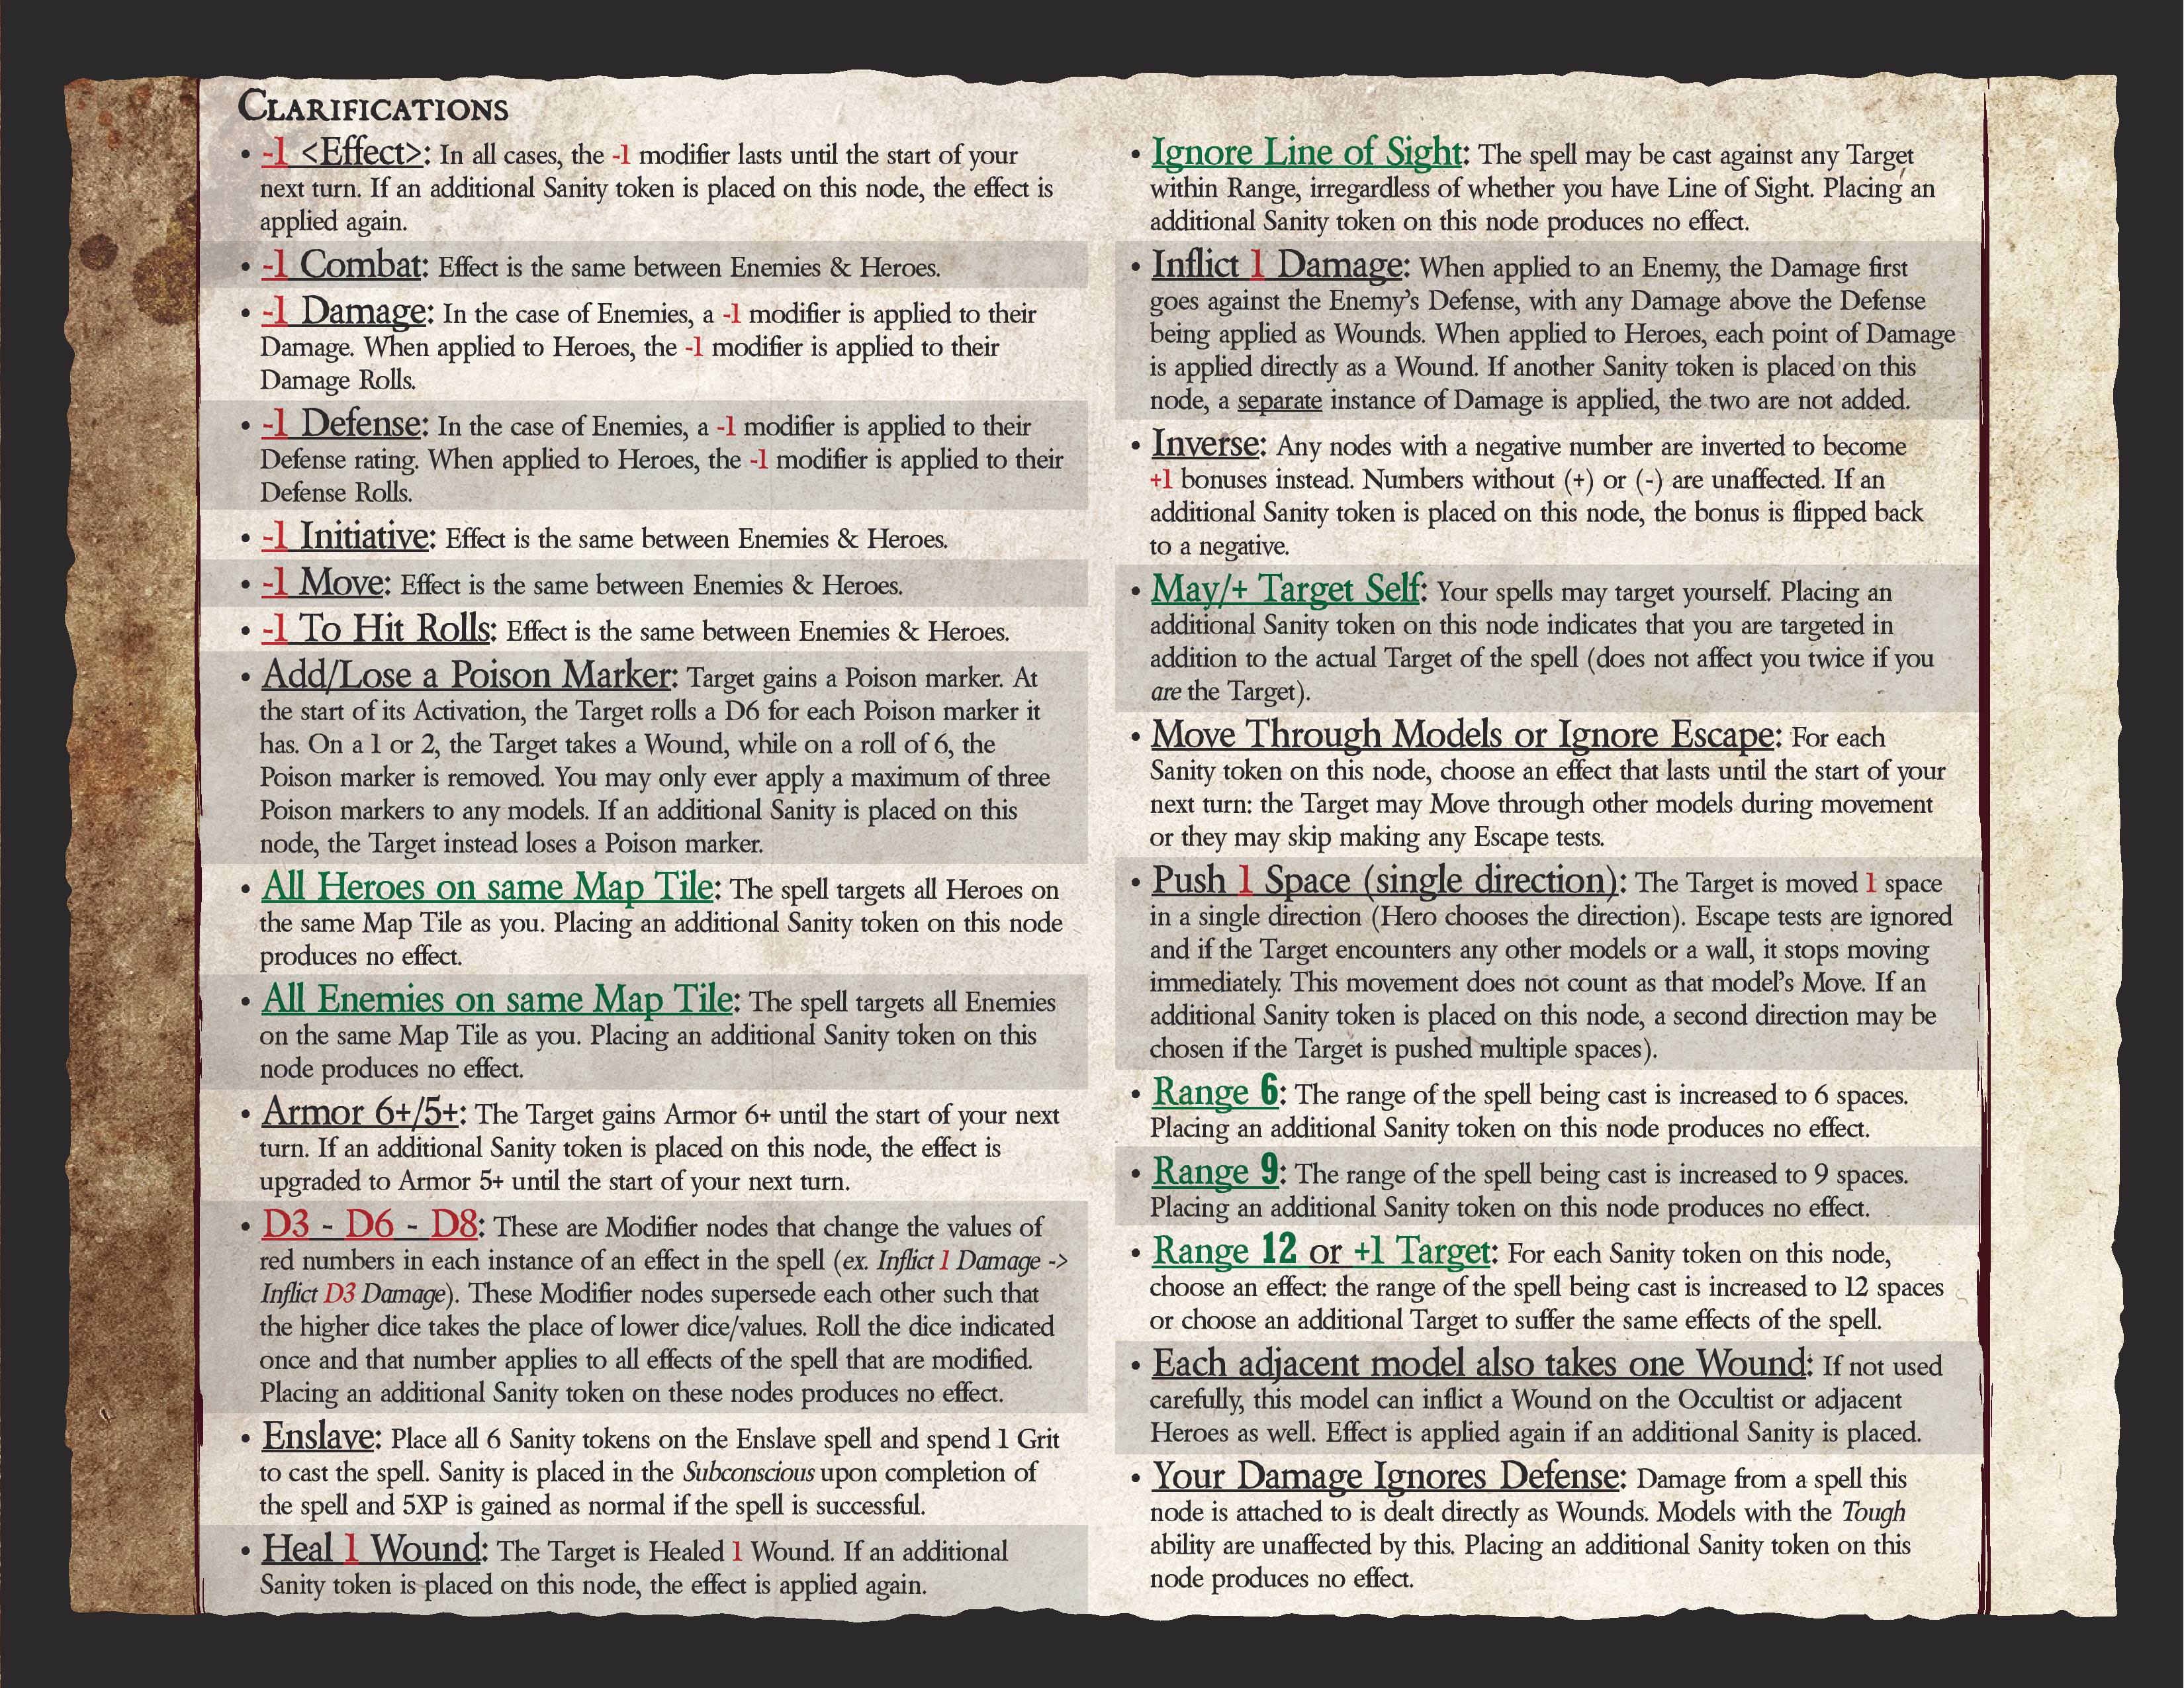 Clarifications
• -1 <Effect>: In all cases, the -1 modifier lasts until the start of your
next turn. If an additional Sanity token is placed on this node, the effect is
applied again.
• -1 Combat: Effect is the same between Enemies & Heroes.
• -1 Damage: In the case of Enemies, a -1 modifier is applied to their
Damage. When applied to Heroes, the -1 modifier is applied to their
Damage Rolls.
• -1 Defense: In the case of Enemies, a -1 modifier is applied to their
Defense rating. When applied to Heroes, the -1 modifier is applied to their
Defense Rolls.
• -1 Initiative: Effect is the same between Enemies & Heroes.
• -1 Move: Effect is the same between Enemies & Heroes.
• -1 To Hit Rolls: Effect is the same between Enemies & Heroes.
• Add/Lose a Poison Marker: Target gains a Poison marker. At
the start of its Activation, the Target rolls a D6 for each Poison marker it
has. On a 1 or 2, the Target takes a Wound, while on a roll of 6, the
Poison marker is removed. You may only ever apply a maximum of three
Poison markers to any models. If an additional Sanity is placed on this
node, the Target instead loses a Poison marker.
• All Heroes on same Map Tile: The spell targets all Heroes on
the same Map Tile as you. Placing an additional Sanity token on this node
produces no effect.
• All Enemies on same Map Tile: The spell targets all Enemies
on the same Map Tile as you. Placing an additional Sanity token on this
node produces no effect.
• Armor 6+/5+: The Target gains Armor 6+ until the start of your next
turn. If an additional Sanity token is placed on this node, the effect is
upgraded to Armor 5+ until the start of your next turn.
• D3 - D6 - D8: These are Modifier nodes that change the values of
red numbers in each instance of an effect in the spell (ex. Inflict 1 Damage ->
Inflict D3 Damage). These Modifier nodes supersede each other such that
the higher dice takes the place of lower dice/values. Roll the dice indicated
once and that number applies to all effects of the spell that are modified.
Placing an additional Sanity token on these nodes produces no effect.
• Enslave: Place all 6 Sanity tokens on the Enslave spell and spend 1 Grit
to cast the spell. Sanity is placed in the Subconscious upon completion of
the spell and 5XP is gained as normal if the spell is successful.
• Heal 1 Wound: The Target is Healed 1 Wound. If an additional
Sanity token is placed on this node, the effect is applied again.
• Ignore Line of Sight: The spell may be cast against any Target
within Range, irregardless of whether you have Line of Sight. Placing an
additional Sanity token on this node produces no effect.
• Inflict 1 Damage: When applied to an Enemy, the Damage first
goes against the Enemy's Defense, with any Damage above the Defense
being applied as Wounds. When applied to Heroes, each point of Damage
is applied directly as a Wound. If another Sanity token is placed on this
node, a separate instance of Damage is applied, the two are not added.
• Inverse: Any nodes with a negative number are inverted to become
+1 bonuses instead. Numbers without (+) or (-) are unaffected. If an
additional Sanity token is placed on this node, the bonus is flipped back
to a negative.
• May/+ Target Self: Your spells may target yourself. Placing an
additional Sanity token on this node indicates that you are targeted in
addition to the actual Target of the spell (does not affect you twice if you
are the Target).
• Move Through Models or Ignore Escape: For each
Sanity token on this node, choose an effect that lasts until the start of your
next turn: the Target may Move through other models during movement
or they may skip making any Escape tests.
• Push 1 Space (single direction): The Target is moved 1 space
in a single direction (Hero chooses the direction). Escape tests are ignored
and if the Target encounters any other models or a wall, it stops moving
immediately. This movement does not count as that model's Move. If an
additional Sanity token is placed on this node, a second direction may be
chosen if the Target is pushed multiple spaces).
• Range 6: The range of the spell being cast is increased to 6 spaces.
Placing an additional Sanity token on this node produces no effect.
• Range 9: The range of the spell being cast is increased to 9 spaces.
Placing an additional Sanity token on this node produces no effect.
• Range 12 or +1 Target: For each Sanity token on this node,
choose an effect: the range of the spell being cast is increased to 12 spaces
or choose an additional Target to suffer the same effects of the spell.
• Each adjacent model also takes one Wound: If not used
carefully, this model can inflict a Wound on the Occultist or adjacent
Heroes as well. Effect is applied again if an additional Sanity is placed.
• Your Damage Ignores Defense: Damage from a spell this
node is attached to is dealt directly as Wounds. Models with the Tough
ability are unaffected by this. Placing an additional Sanity token on this
node produces no effect.